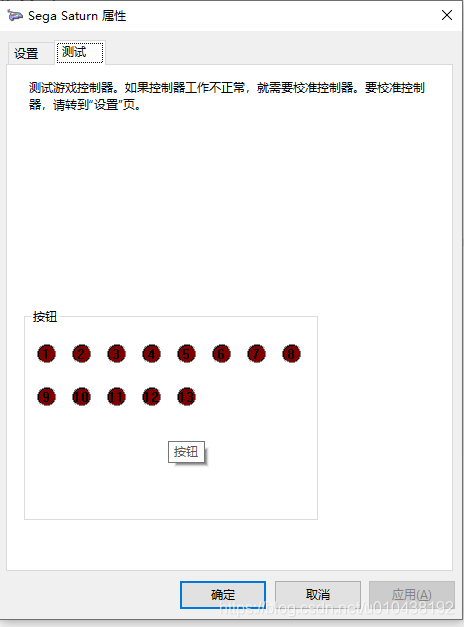 Sega Saturn 属性
设置
测试
测试游戏控制器。如果控制器工作不正常，就需要校准控制器。要校准控制
器，请转到“设置”页。
按钮
1 2 3 4 5 6 7 8
9 10 11 12 13
按钮
确定
取消
应用(A)
https://blog.csdn.net/u010438192